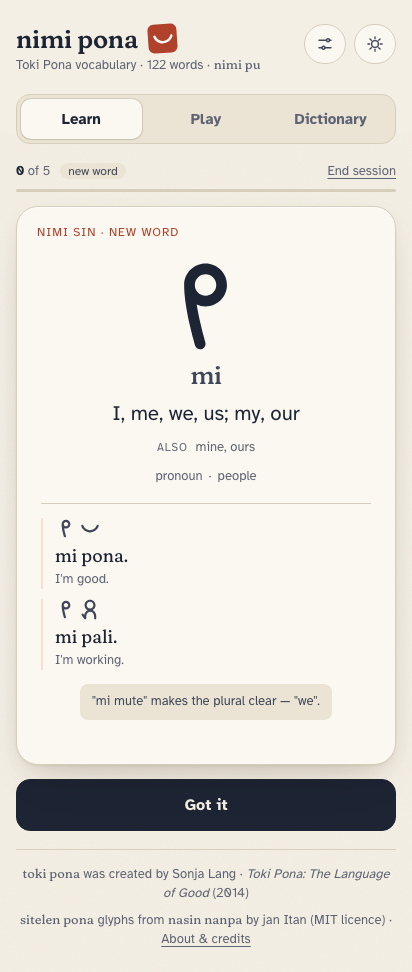 nimi pona
Toki Pona vocabulary · 122 words · nimi pu
Learn
Play
Dictionary
0 of 5
new word
End session
NIMI SIN · NEW WORD
mi
I, me, we, us; my, our
ALSO mine, ours
pronoun · people
mi pona.
I'm good.
mi pali.
I'm working.
"mi mute" makes the plural clear — "we".
Got it
toki pona was created by Sonja Lang · Toki Pona: The Language
of Good (2014)
sitelen pona glyphs from nasin nanpa by jan Itan (MIT licence) ·
About & credits